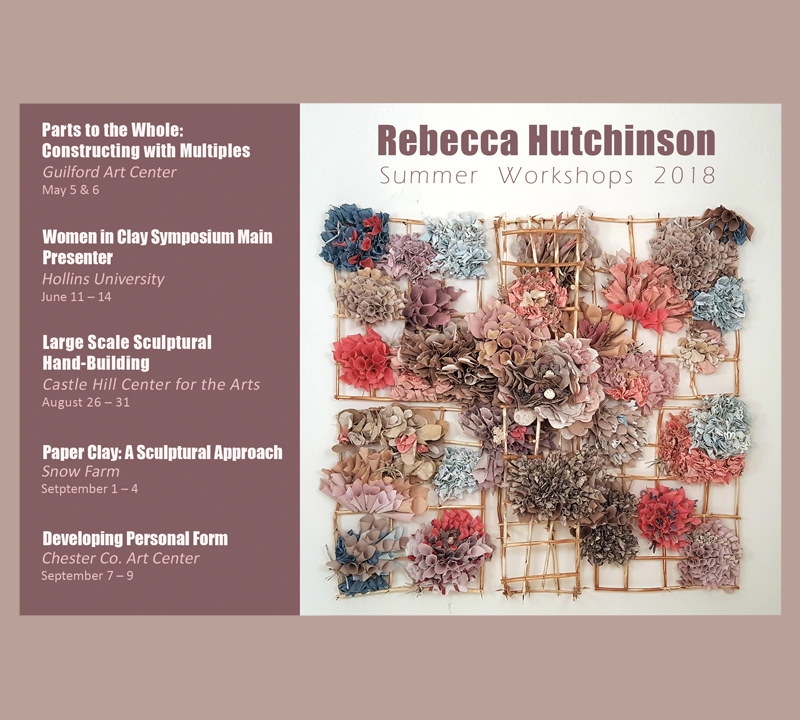 Parts to the Whole:
Constructing with Multiples
Guilford Art Center
May 5 & 6
Women in Clay Symposium Main
Presenter
Hollins University
June 11 – 14
Large Scale Sculptural
Hand-Building
Castle Hill Center for the Arts
August 26 – 31
Paper Clay: A Sculptural Approach
Snow Farm
Setptember 1 – 4
Developing Personal Form
Chester Co. Art Center
September 7 – 9
Rebecca Hutchinson
Summer Workshops 2018